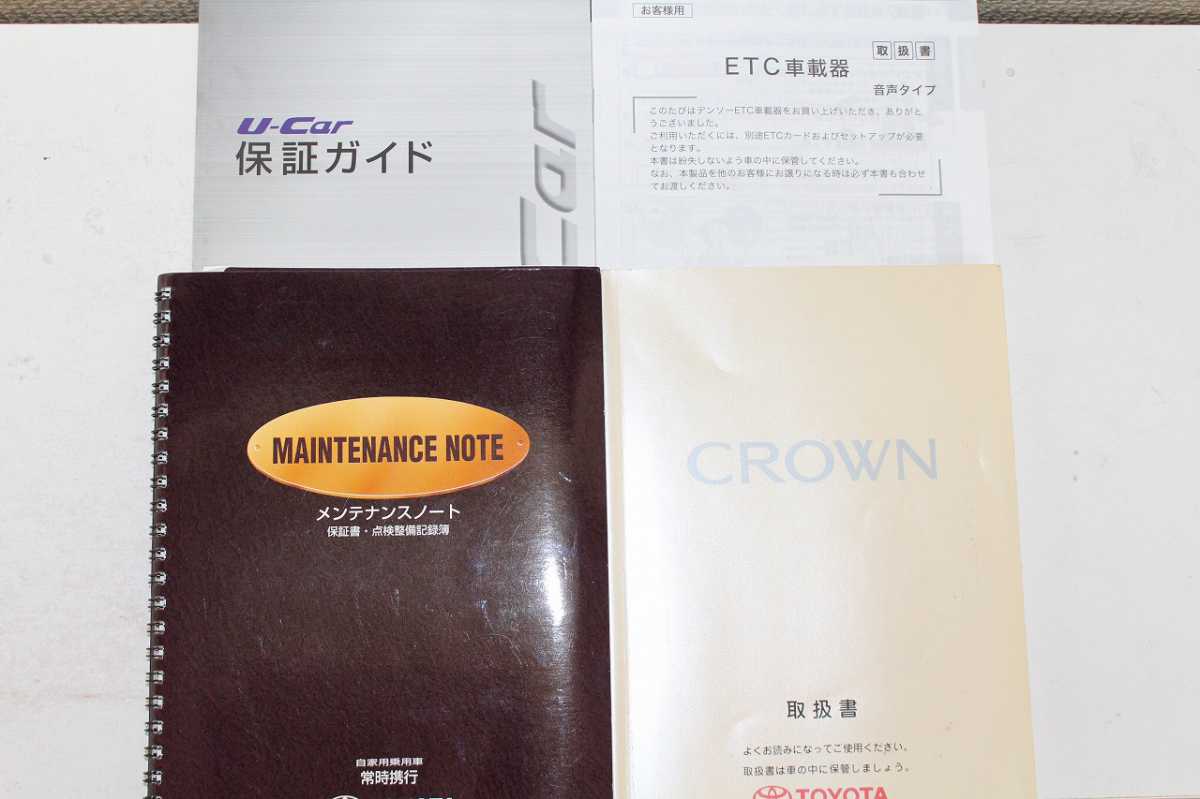 U-Car
保証ガイド
Car
お客様用
取扱書
ETC車載器
音声タイプ
このたびはデンソーETC車載器をお買い上げいただき、ありがと
うございました。
ご利用いただくには、別途ETCカードおよびセットアップが必要
となります。
本書は紛失しないよう車の中に保管してください。
なお、本製品を他のお客様にお譲りになる時は必ず本書も合わせ
てお渡しください。
MAINTENANCE NOTE
メンテナンスノート
保証書・点検整備記録簿
自家用乗用車
常時携行
CROWN
取扱書
よくお読みになってご使用ください。
取扱書は車の中に保管しましょう。
TOYOTA